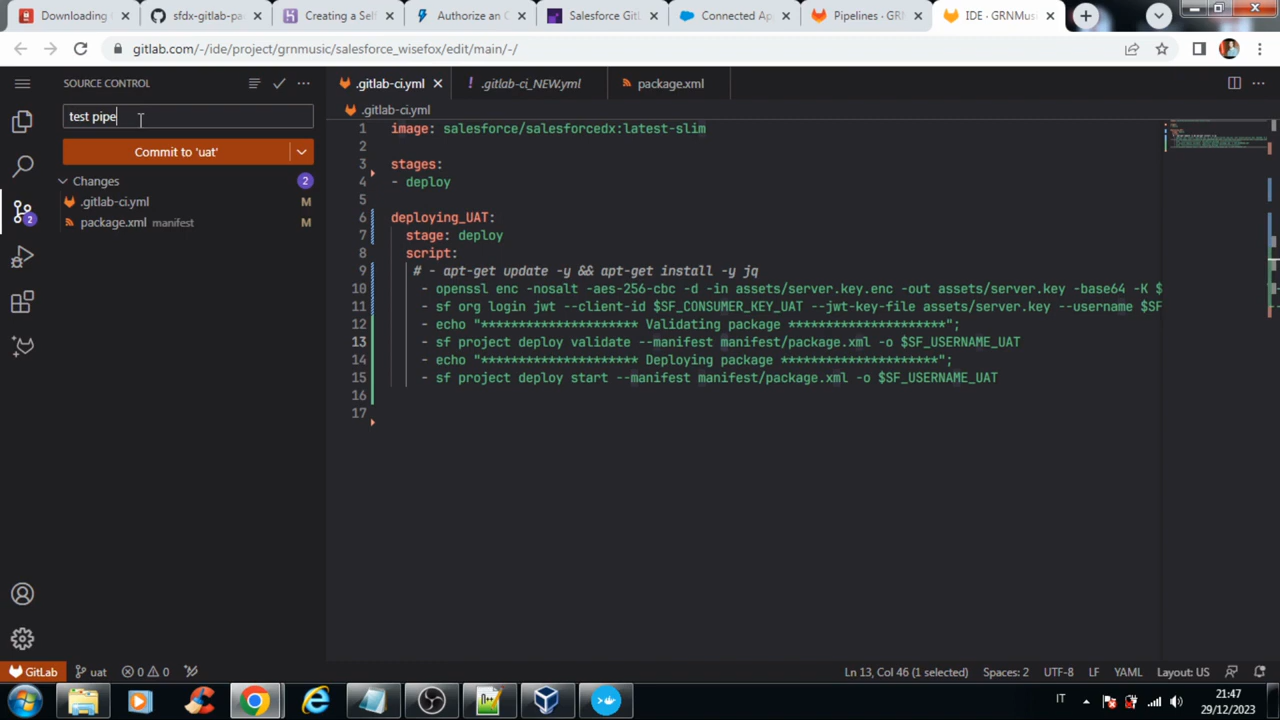 Downloading
sfdx-gitlab-pa
Creating a Self
Authorize an O
Salesforce GitL
Connected Ap
Pipelines · GRN
IDE · GRNMus
gitlab.com/-/ide/project/grnmusic/salesforce_wisefox/edit/main/-/
SOURCE CONTROL
test pipe
Commit to 'uat'
Changes
2
.gitlab-ci.yml
M
package.xml manifest
M
2
.gitlab-ci.yml
.gitlab-ci_NEW.yml
package.xml
.gitlab-ci.yml
1 image: salesforce/salesforcedx:latest-slim
2
3 stages:
4 - deploy
5
6 deploying_UAT:
7 stage: deploy
8 script:
9 # - apt-get update -y && apt-get install -y jq
10 - openssl enc -nosalt -aes-256-cbc -d -in assets/server.key.enc -out assets/server.key -base64 -K $
11 - sf org login jwt --client-id $SF_CONSUMER_KEY_UAT --jwt-key-file assets/server.key --username $SF
12 - echo "********************* Validating package *********************";
13 - sf project deploy validate --manifest manifest/package.xml -o $SF_USERNAME_UAT
14 - echo "********************* Deploying package *********************";
15 - sf project deploy start --manifest manifest/package.xml -o $SF_USERNAME_UAT
16
17
GitLab
uat
0
0
Ln 13, Col 46 (1 selected)
Spaces: 2
UTF-8
LF
YAML
Layout: US
IT
21:47
29/12/2023